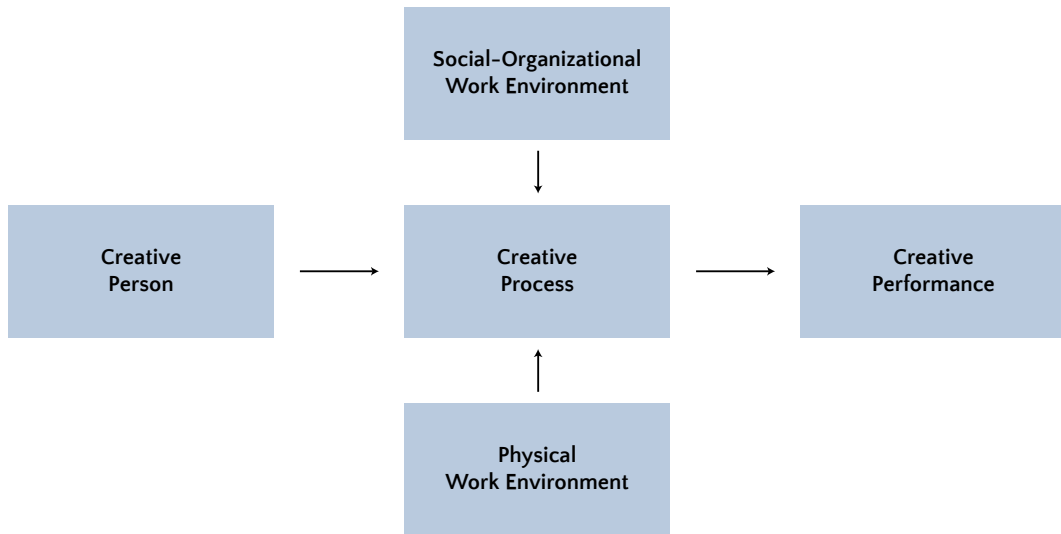 Social-Organizational
Work Environment
Creative
Person
Creative
Process
Creative
Performance
Physical
Work Environment